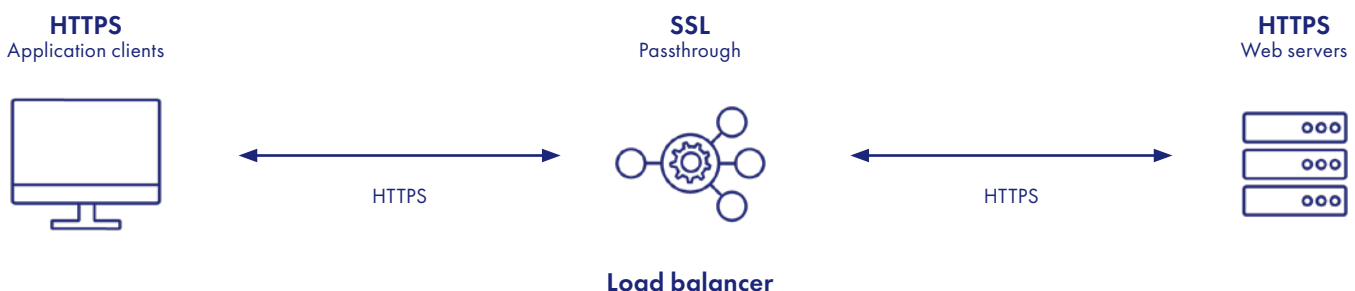 HTTPS
Application clients
SSL
Passthrough
HTTPS
Web servers
HTTPS
HTTPS
Load balancer